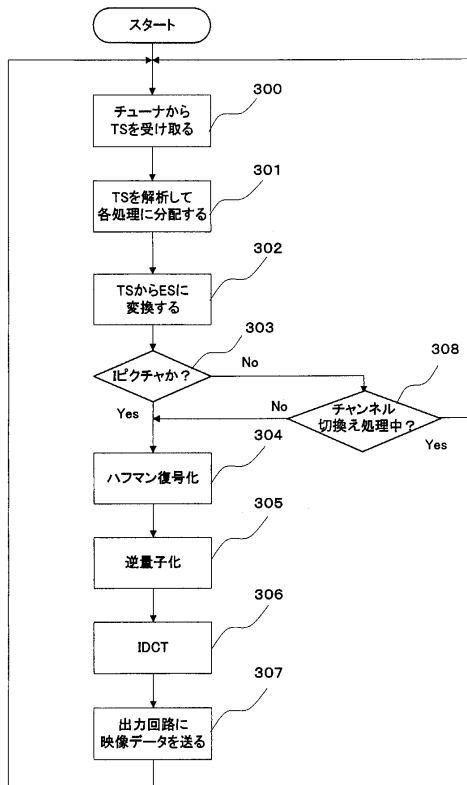 スタート
チューナから
TSを受け取る
300
TSを解析して
各処理に分配する
301
TSからESに
変換する
302
Iピクチャか？
303
No
Yes
チャンネル
切換え処理中？
308
No
Yes
ハフマン復号化
304
逆量子化
305
IDCT
306
出力回路に
映像データを送る
307